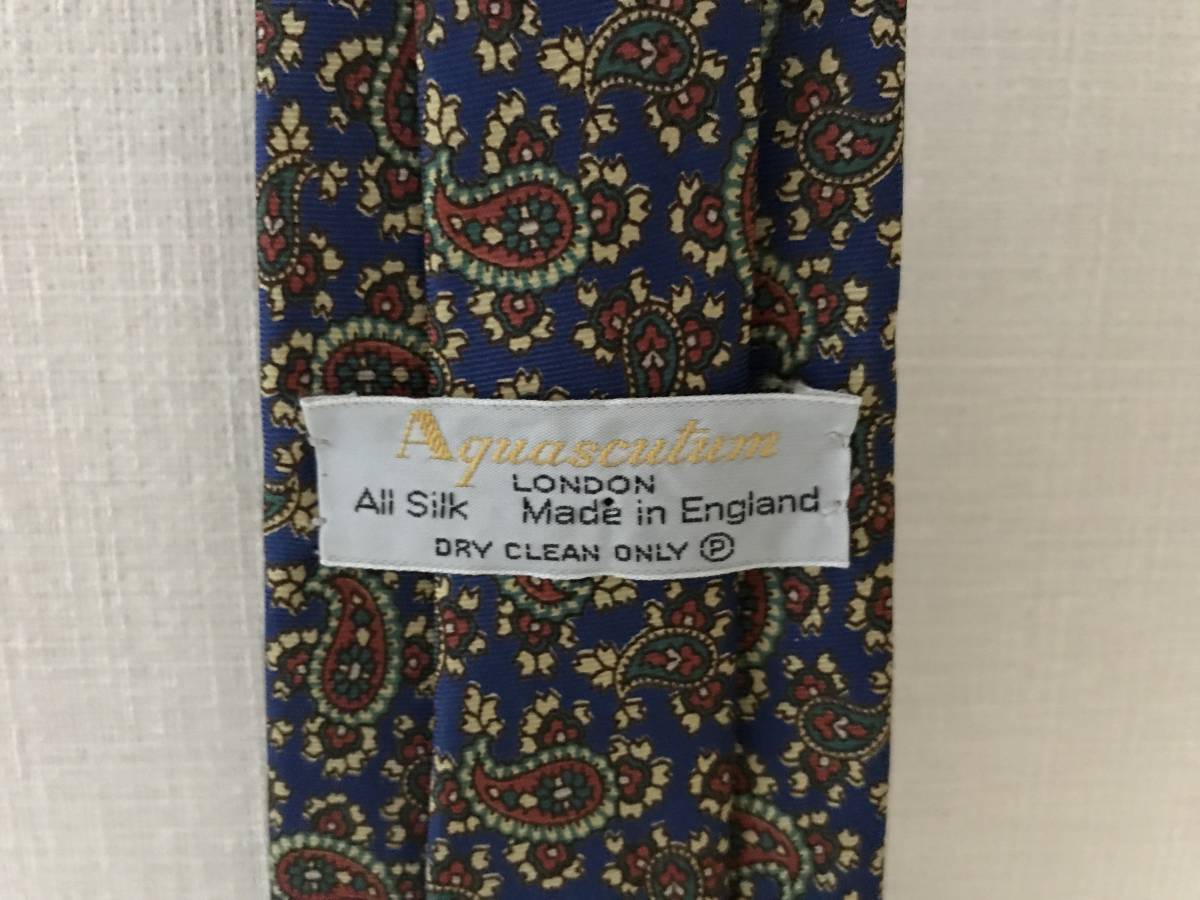 Aquascutum
LONDON
All Silk Made in England
DRY CLEAN ONLY Ⓟ